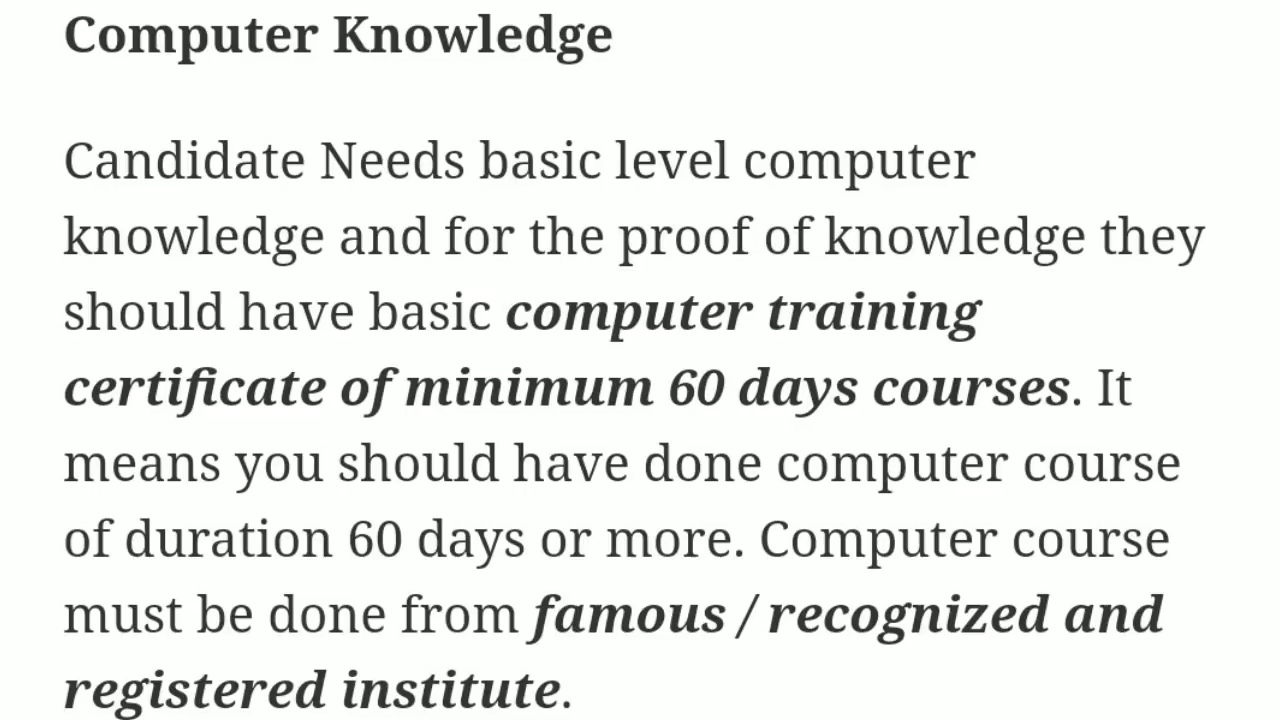 Computer Knowledge
Candidate Needs basic level computer
knowledge and for the proof of knowledge they
should have basic computer training
certificate of minimum 60 days courses. It
means you should have done computer course
of duration 60 days or more. Computer course
must be done from famous / recognized and
registered institute.